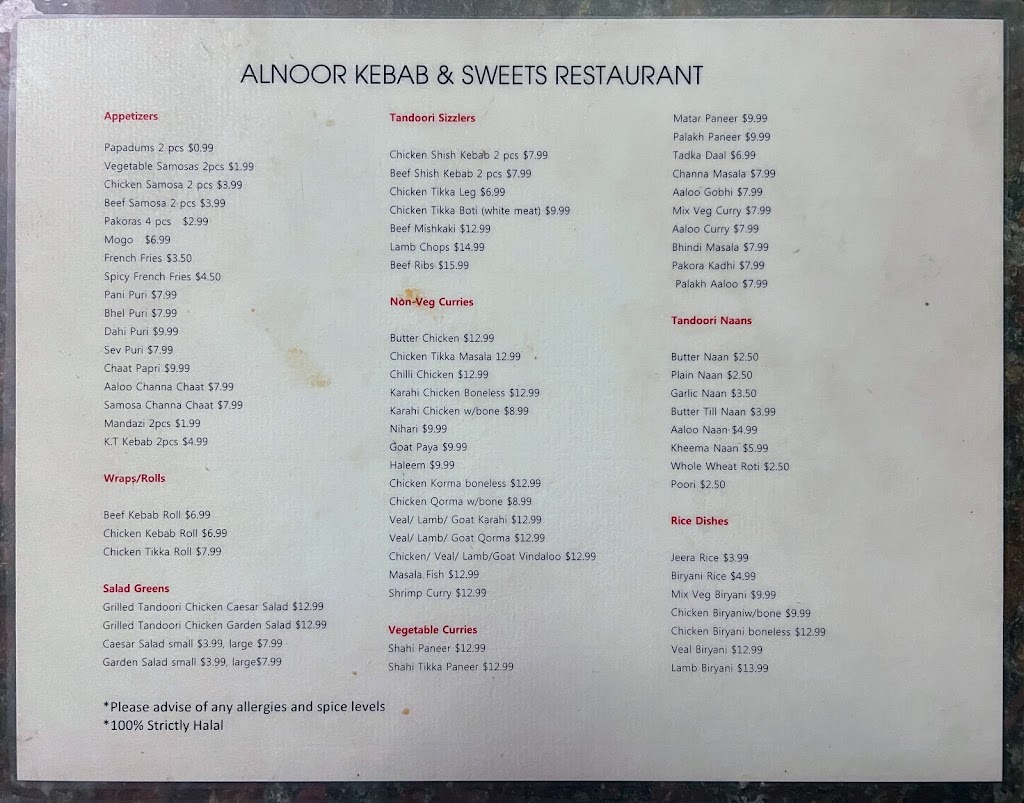 ALNOOR KEBAB & SWEETS RESTAURANT
Appetizers
Papadums 2 pcs $0.99
Vegetable Samosas 2pcs $1.99
Chicken Samosa 2 pcs $3.99
Beef Samosa 2 pcs $3.99
Pakoras 4 pcs $2.99
Mogo $6.99
French Fries $3.50
Spicy French Fries $4.50
Pani Puri $7.99
Bhel Puri $7.99
Dahi Puri $9.99
Sev Puri $7.99
Chaat Papri $9.99
Aaloo Channa Chaat $7.99
Samosa Channa Chaat $7.99
Mandazi 2pcs $1.99
K.T Kebab 2pcs $4.99
Wraps/Rolls
Beef Kebab Roll $6.99
Chicken Kebab Roll $6.99
Chicken Tikka Roll $7.99
Salad Greens
Grilled Tandoori Chicken Caesar Salad $12.99
Grilled Tandoori Chicken Garden Salad $12.99
Caesar Salad small $3.99, large $7.99
Garden Salad small $3.99, large$7.99
Tandoori Sizzlers
Chicken Shish Kebab 2 pcs $7.99
Beef Shish Kebab 2 pcs $7.99
Chicken Tikka Leg $6.99
Chicken Tikka Boti (white meat) $9.99
Beef Mishkaki $12.99
Lamb Chops $14.99
Beef Ribs $15.99
Non-Veg Curries
Butter Chicken $12.99
Chicken Tikka Masala 12.99
Chilli Chicken $12.99
Karahi Chicken Boneless $12.99
Karahi Chicken w/bone $8.99
Nihari $9.99
Goat Paya $9.99
Haleem $9.99
Chicken Korma boneless $12.99
Chicken Qorma w/bone $8.99
Veal/ Lamb/ Goat Karahi $12.99
Veal/ Lamb/ Goat Qorma $12.99
Chicken/ Veal/ Lamb/Goat Vindaloo $12.99
Masala Fish $12.99
Shrimp Curry $12.99
Vegetable Curries
Shahi Paneer $12.99
Shahi Tikka Paneer $12.99
Matar Paneer $9.99
Palakh Paneer $9.99
Tadka Daal $6.99
Channa Masala $7.99
Aaloo Gobhi $7.99
Mix Veg Curry $7.99
Aaloo Curry $7.99
Bhindi Masala $7.99
Pakora Kadhi $7.99
Palakh Aaloo $7.99
Tandoori Naans
Butter Naan $2.50
Plain Naan $2.50
Garlic Naan $3.50
Butter Till Naan $3.99
Aaloo Naan $4.99
Kheema Naan $5.99
Whole Wheat Roti $2.50
Poori $2.50
Rice Dishes
Jeera Rice $3.99
Biryani Rice $4.99
Mix Veg Biryani $9.99
Chicken Biryaniw/bone $9.99
Chicken Biryani boneless $12.99
Veal Biryani $12.99
Lamb Biryani $13.99
*Please advise of any allergies and spice levels
*100% Strictly Halal